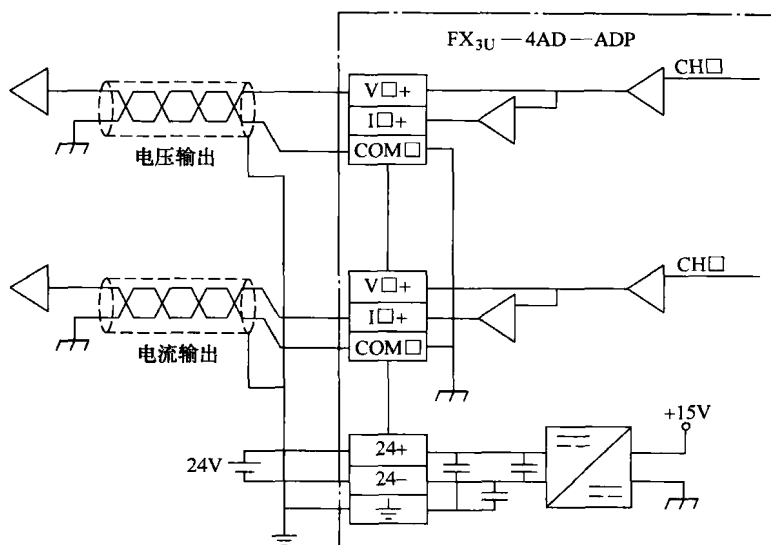 FX3U—4AD—ADP
CH□
V□+
I□+
COM□
电压输出
CH□
V□+
I□+
COM□
电流输出
+15V
24V
24+
24-